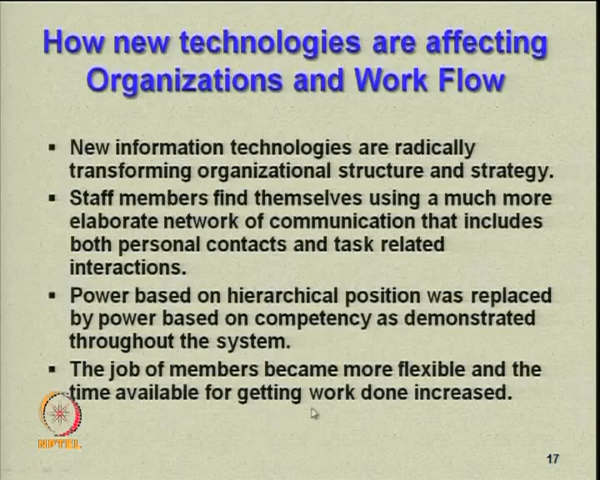 How new technologies are affecting
Organizations and Work Flow
▪ New information technologies are radically
transforming organizational structure and strategy.
▪ Staff members find themselves using a much more
elaborate network of communication that includes
both personal contacts and task related
interactions.
▪ Power based on hierarchical position was replaced
by power based on competency as demonstrated
throughout the system.
▪ The job of members became more flexible and the
time available for getting work done increased.
NPTEL
17